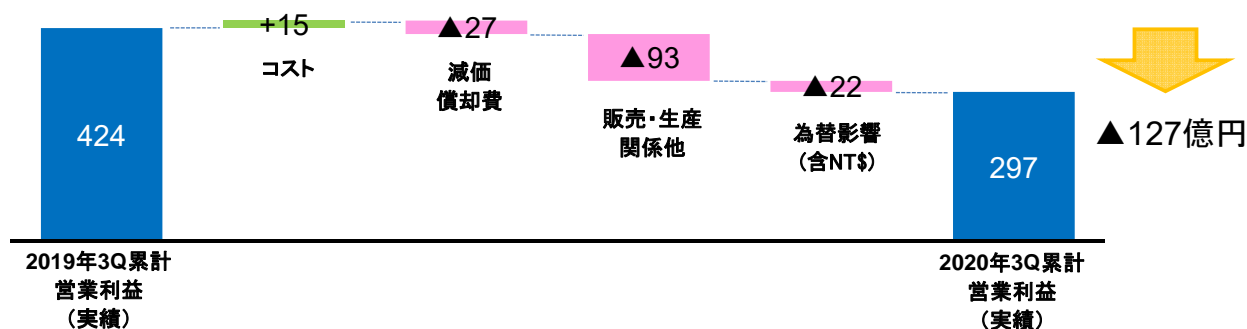 +15
コスト
▲27
減価
償却費
▲93
販売・生産
関係他
▲22
為替影響
(含NT$)
424
297
▲127億円
2019年3Q累計
営業利益
(実績)
2020年3Q累計
営業利益
(実績)